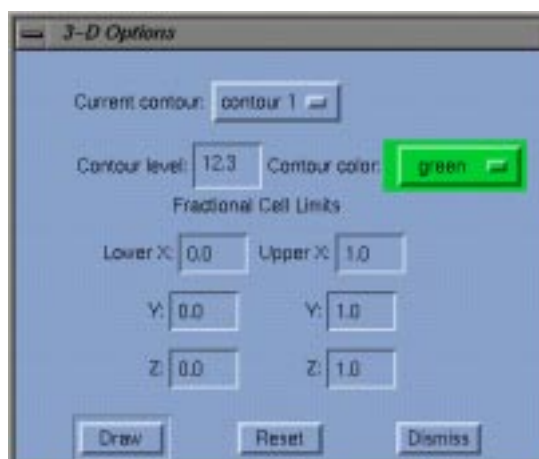 3-D Options
Current contour: contour 1
Contour level: 12.3 Contour color: green
Fractional Cell Limits
Lower X: 0.0 Upper X: 1.0
Y: 0.0 Y: 1.0
Z: 0.0 Z: 1.0
Draw Reset Dismiss